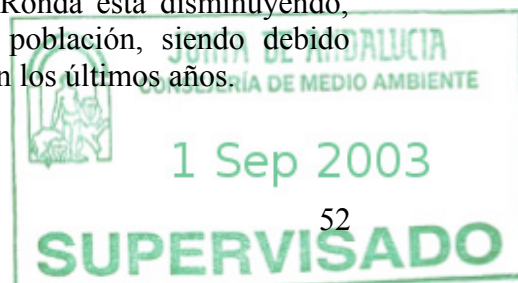 Ronda está disminuyendo,
población, siendo debido
n los últimos años.
JUNTA DE ANDALUCIA
CONSEJERÍA DE MEDIO AMBIENTE
1 Sep 2003
52
SUPERVISADO